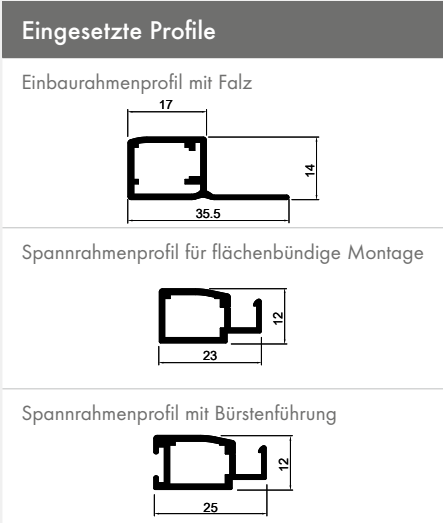 Eingesetzte Profile
Einbaurahmenprofil mit Falz
17
14
35.5
Spannrahmenprofil für flächenbündige Montage
12
23
Spannrahmenprofil mit Bürstenführung
12
25